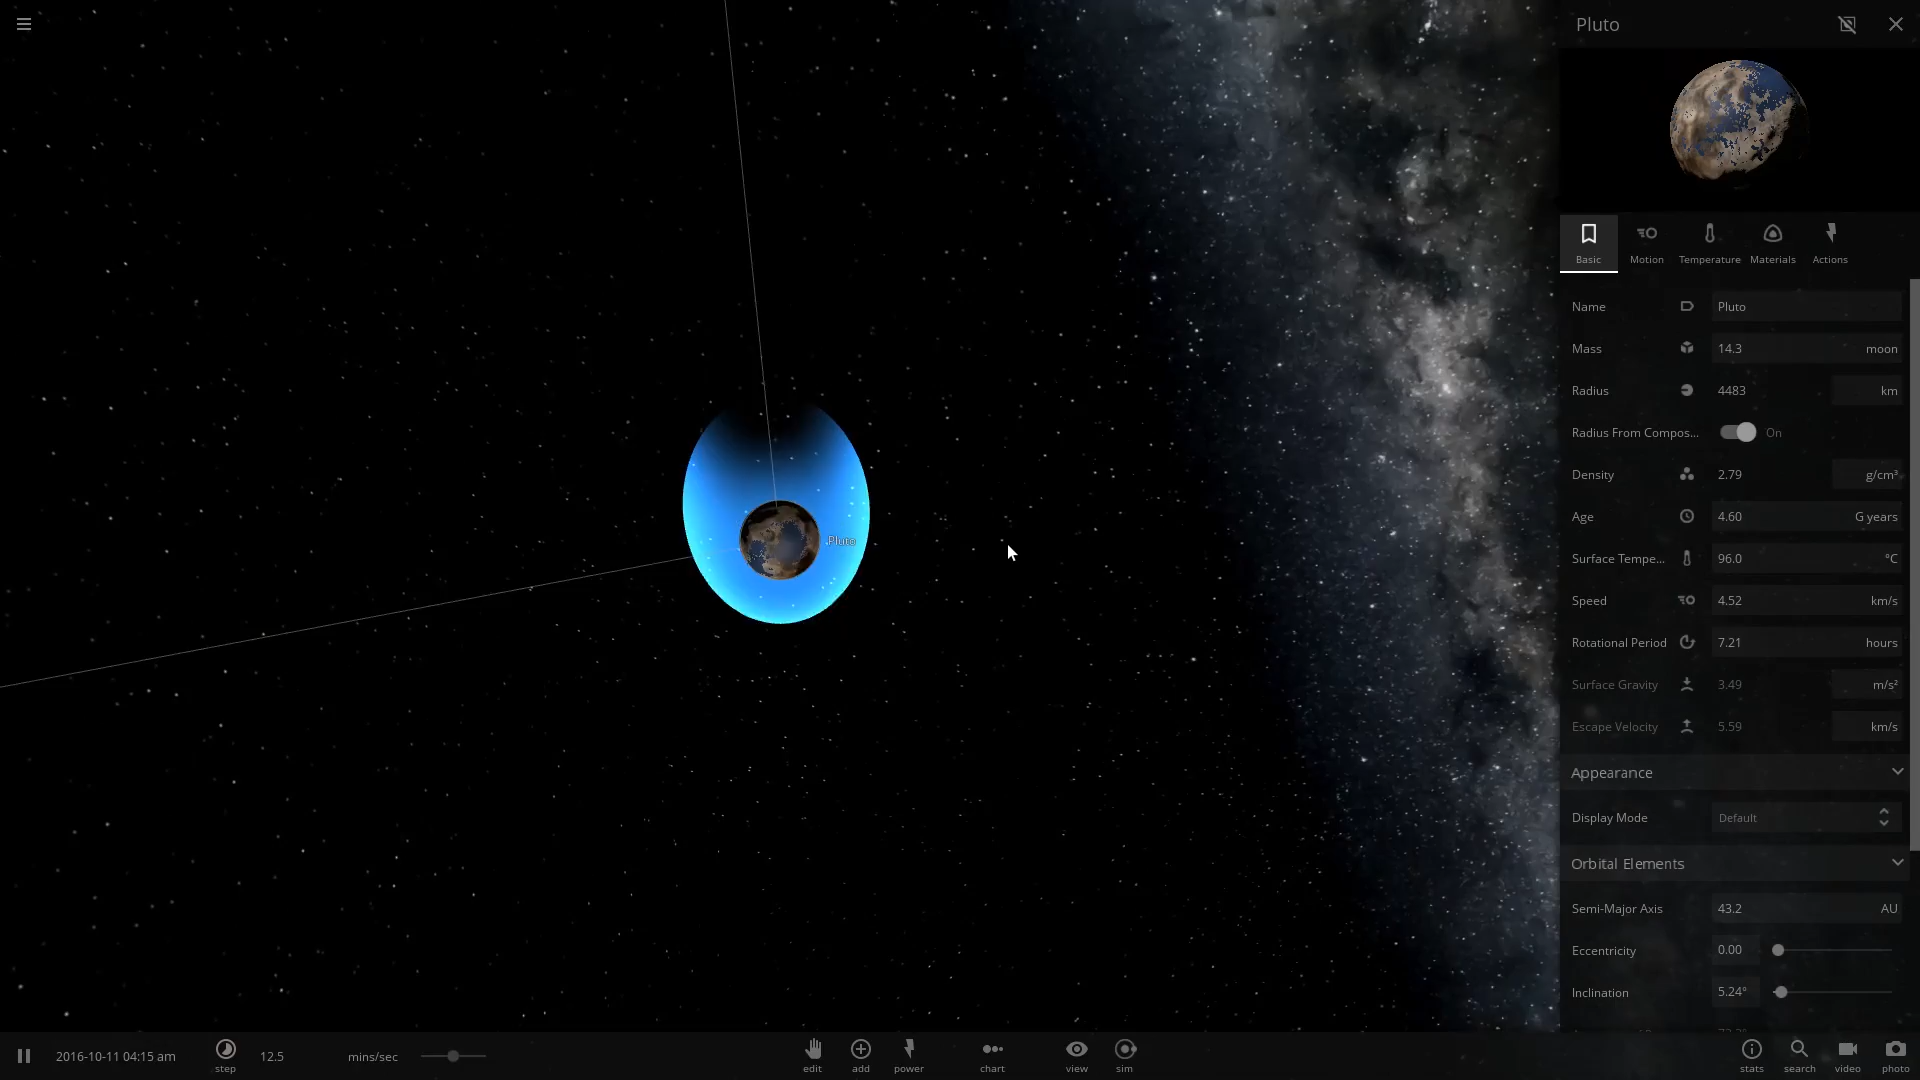 Pluto
Basic
Motion
Temperature
Materials
Actions
Name Pluto
Mass 14.3 moon
Radius 4483 km
Radius From Compos... On
Density 2.79 g/cm³
Age 4.60 G years
Surface Tempe... 96.0 °C
Speed 4.52 km/s
Rotational Period 7.21 hours
Surface Gravity 3.49 m/s²
Escape Velocity 5.59 km/s
Appearance
Display Mode Default
Orbital Elements
Semi-Major Axis 43.2 AU
Eccentricity 0.00
Inclination 5.24°
Pluto
2016-10-11 04:15 am
step
12.5 mins/sec
edit
add
power
chart
view
sim
stats
search
video
photo